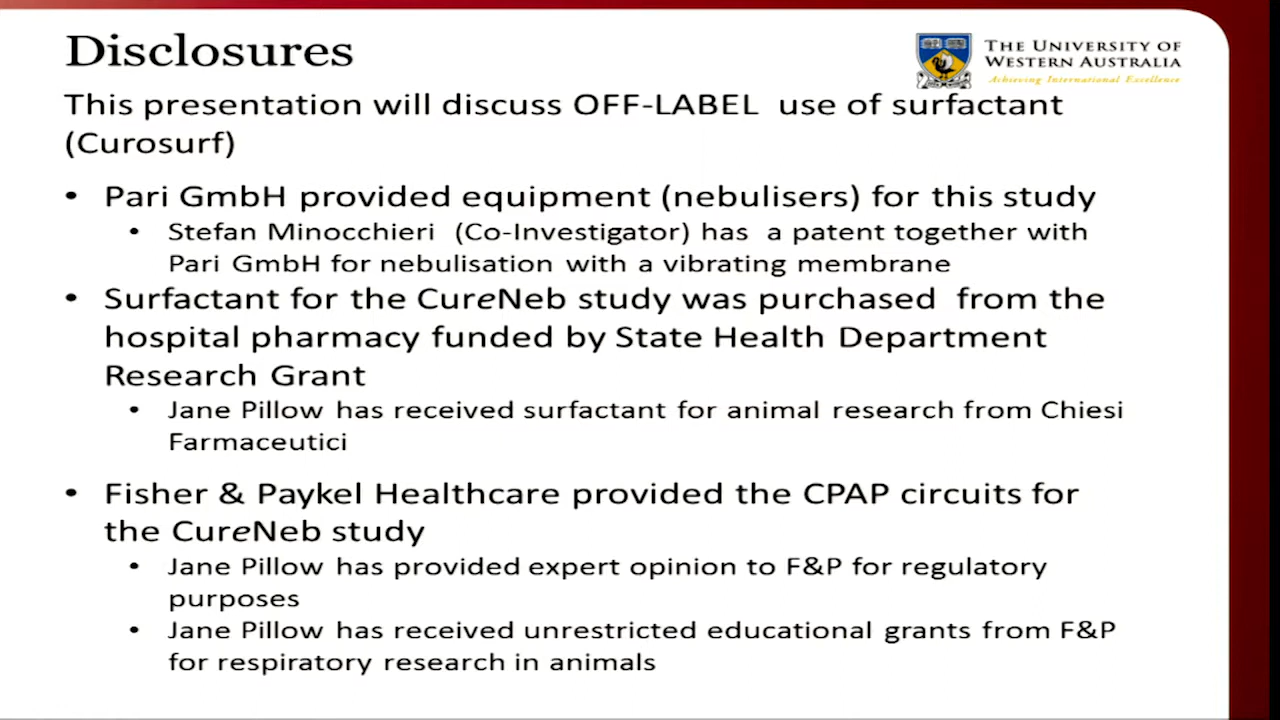 Disclosures
THE UNIVERSITY OF
WESTERN AUSTRALIA
Achieving International Excellence
This presentation will discuss OFF-LABEL use of surfactant
(Curosurf)
• Pari GmbH provided equipment (nebulisers) for this study
• Stefan Minocchieri (Co-Investigator) has a patent together with
Pari GmbH for nebulisation with a vibrating membrane
• Surfactant for the CureNeb study was purchased from the
hospital pharmacy funded by State Health Department
Research Grant
• Jane Pillow has received surfactant for animal research from Chiesi
Farmaceutici
• Fisher & Paykel Healthcare provided the CPAP circuits for
the CureNeb study
• Jane Pillow has provided expert opinion to F&P for regulatory
purposes
• Jane Pillow has received unrestricted educational grants from F&P
for respiratory research in animals